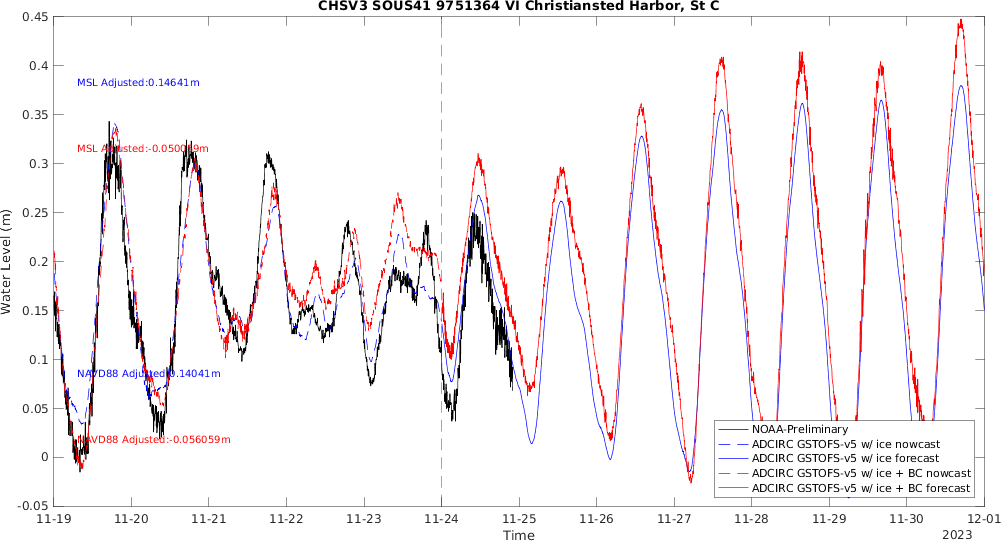 CHSV3 SOUS41 9751364 VI Christiansted Harbor, St C
Water Level (m)
0.45
0.4
0.35
0.3
0.25
0.2
0.15
0.1
0.05
0
-0.05
MSL Adjusted:0.14641m
MSL Adjusted:-0.050059m
NAVD88 Adjusted:0.14041m
NAVD88 Adjusted:-0.056059m
NOAA-Preliminary
ADCIRC GSTOFS-v5 w/ ice nowcast
ADCIRC GSTOFS-v5 w/ ice forecast
ADCIRC GSTOFS-v5 w/ ice + BC nowcast
ADCIRC GSTOFS-v5 w/ ice + BC forecast
11-19 11-20 11-21 11-22 11-23 11-24 11-25 11-26 11-27 11-28 11-29 11-30 12-01
Time
2023